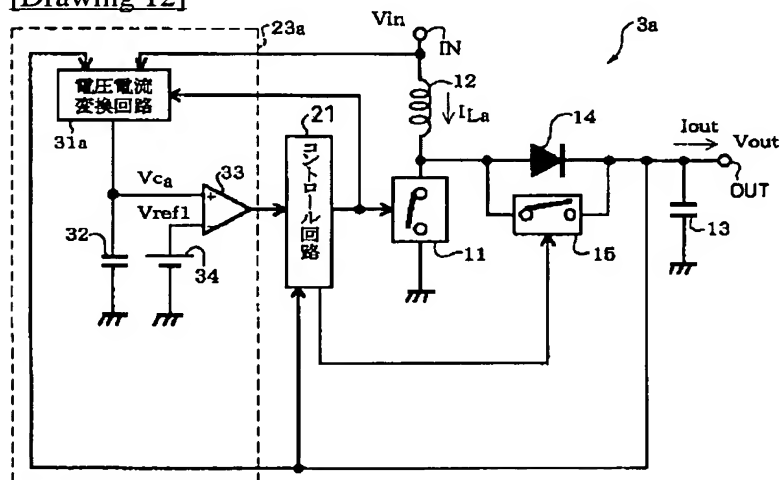 [Drawing 12]
23a
Vin
IN
3a
電圧電流
変換回路
31a
12
ILa
21
コントロール回路
14
Iout
Vout
OUT
Vca
33
+
Vref1
-
32
34
11
15
13